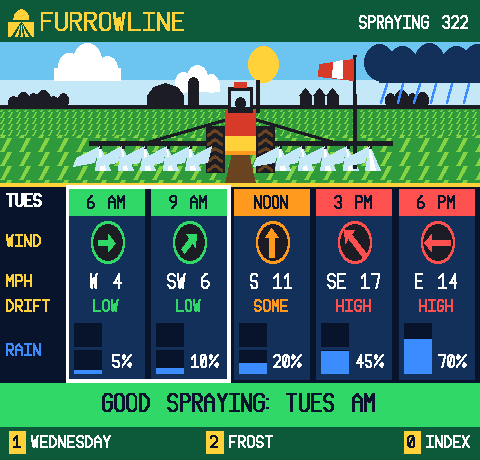 FURROWLINE
SPRAYING 322
TUES 6 AM 9 AM NOON 3 PM 6 PM
WIND
MPH W 4 SW 6 S 11 SE 17 E 14
DRIFT LOW LOW SOME HIGH HIGH
RAIN 5% 10% 20% 45% 70%
GOOD SPRAYING: TUES AM
1 WEDNESDAY 2 FROST 0 INDEX